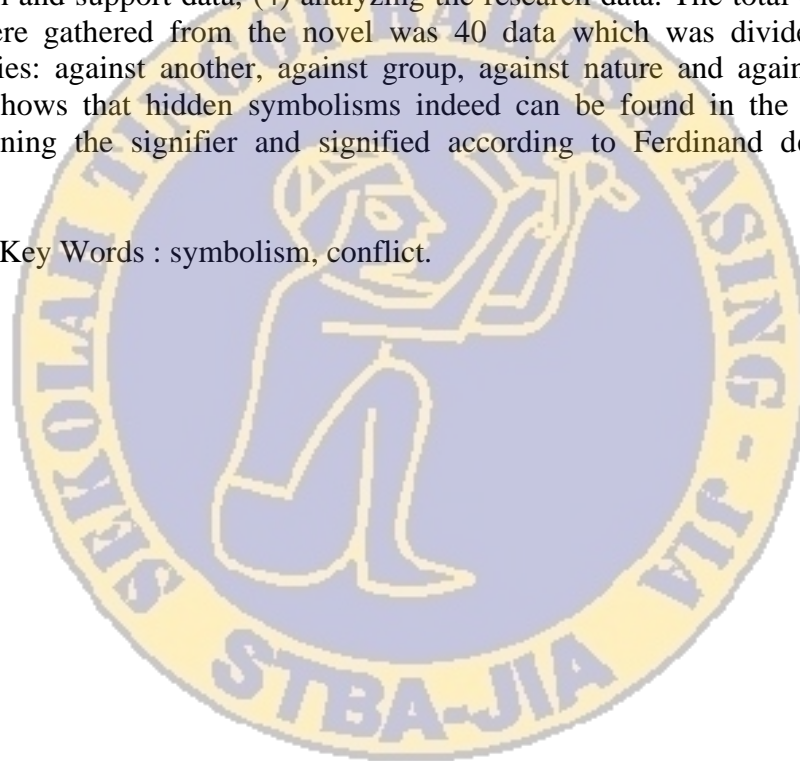 and support data, (4) analyzing the research data. The total
ere gathered from the novel was 40 data which was divide
ies: against another, against group, against nature and again
hows that hidden symbolisms indeed can be found in the
ning the signifier and signified according to Ferdinand d
Key Words : symbolism, conflict.
SEKOLAH TINGGI BAHASA ASING - JIA
STBA-JIA